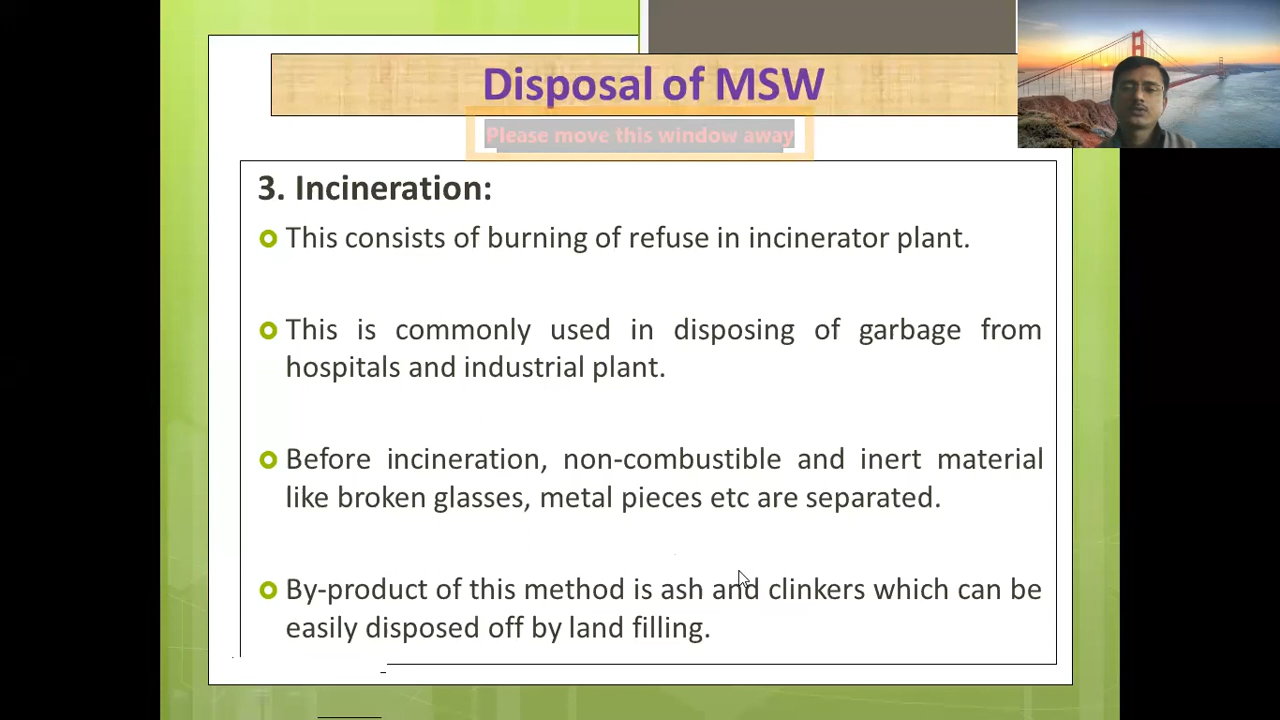 Disposal of MSW
Please move this window away
3. Incineration:
This consists of burning of refuse in incinerator plant.
This is commonly used in disposing of garbage from
hospitals and industrial plant.
Before incineration, non-combustible and inert material
like broken glasses, metal pieces etc are separated.
By-product of this method is ash and clinkers which can be
easily disposed off by land filling.